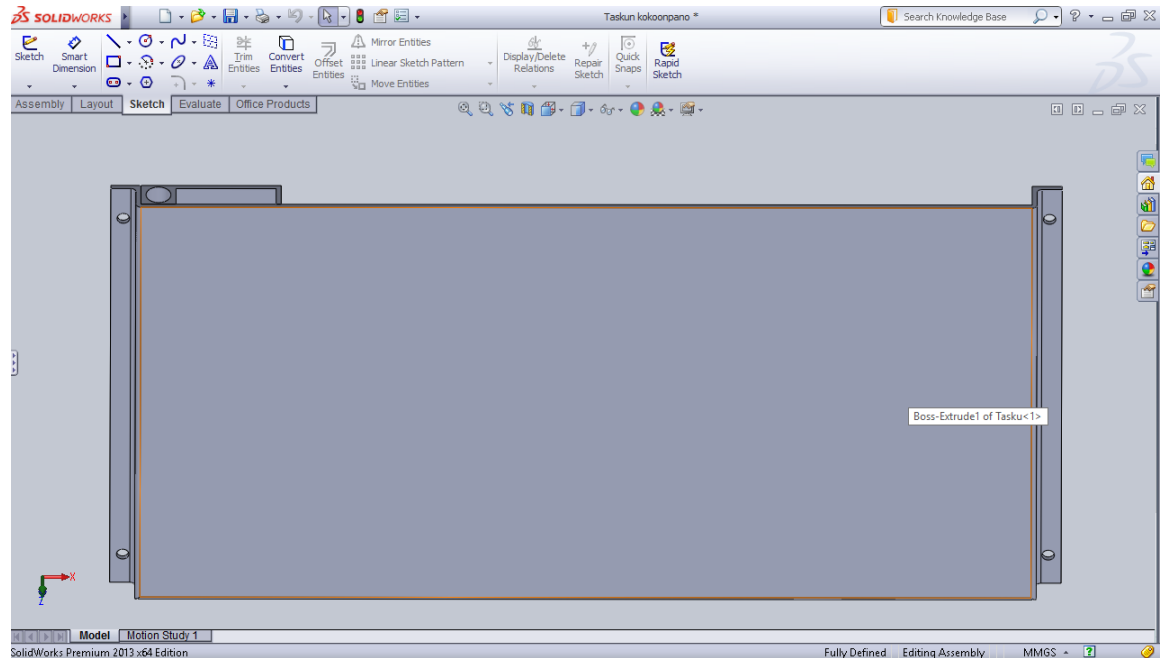 SOLIDWORKS
Taskun kokoonpano *
Search Knowledge Base
Sketch
Smart Dimension
Trim Entities
Convert Entities
Offset Entities
Mirror Entities
Linear Sketch Pattern
Move Entities
Display/Delete Relations
Repair Sketch
Quick Snaps
Rapid Sketch
Assembly Layout Sketch Evaluate Office Products
Boss-Extrude1 of Tasku<1>
X
Z
Model Motion Study 1
SolidWorks Premium 2013 x64 Edition Fully Defined Editing Assembly MMGS